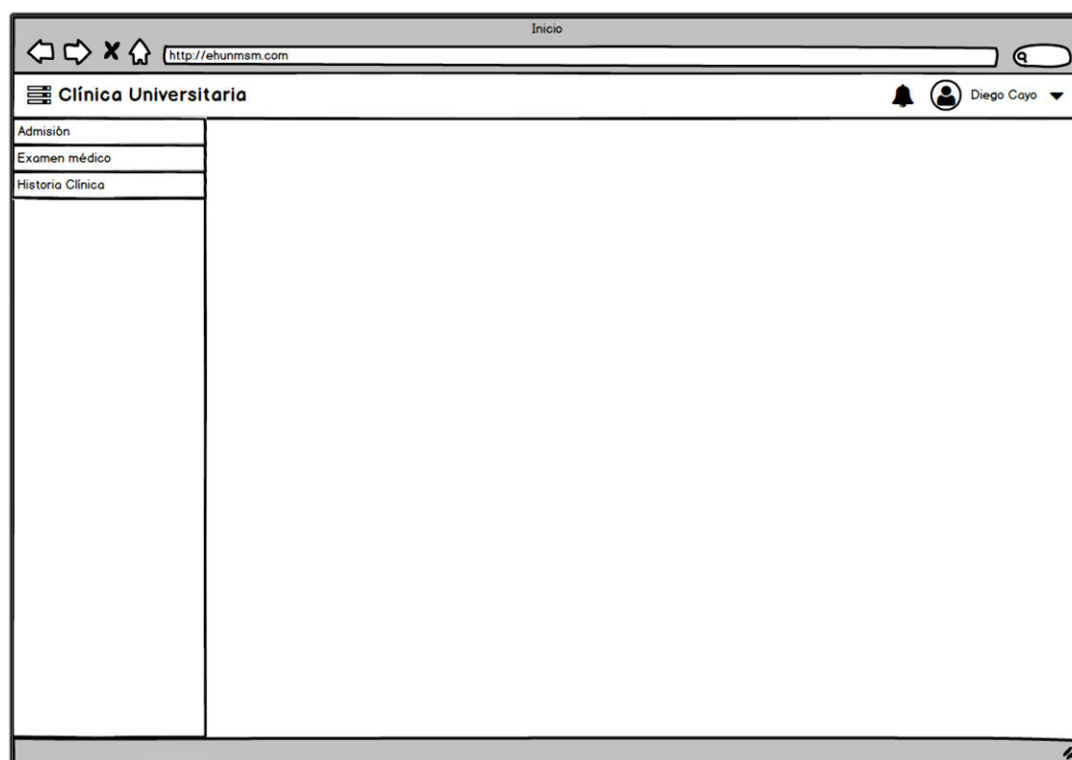 Inicio
http://ehunmsm.com
Clínica Universitaria
Diego Cayo
Admisión
Examen médico
Historia Clínica